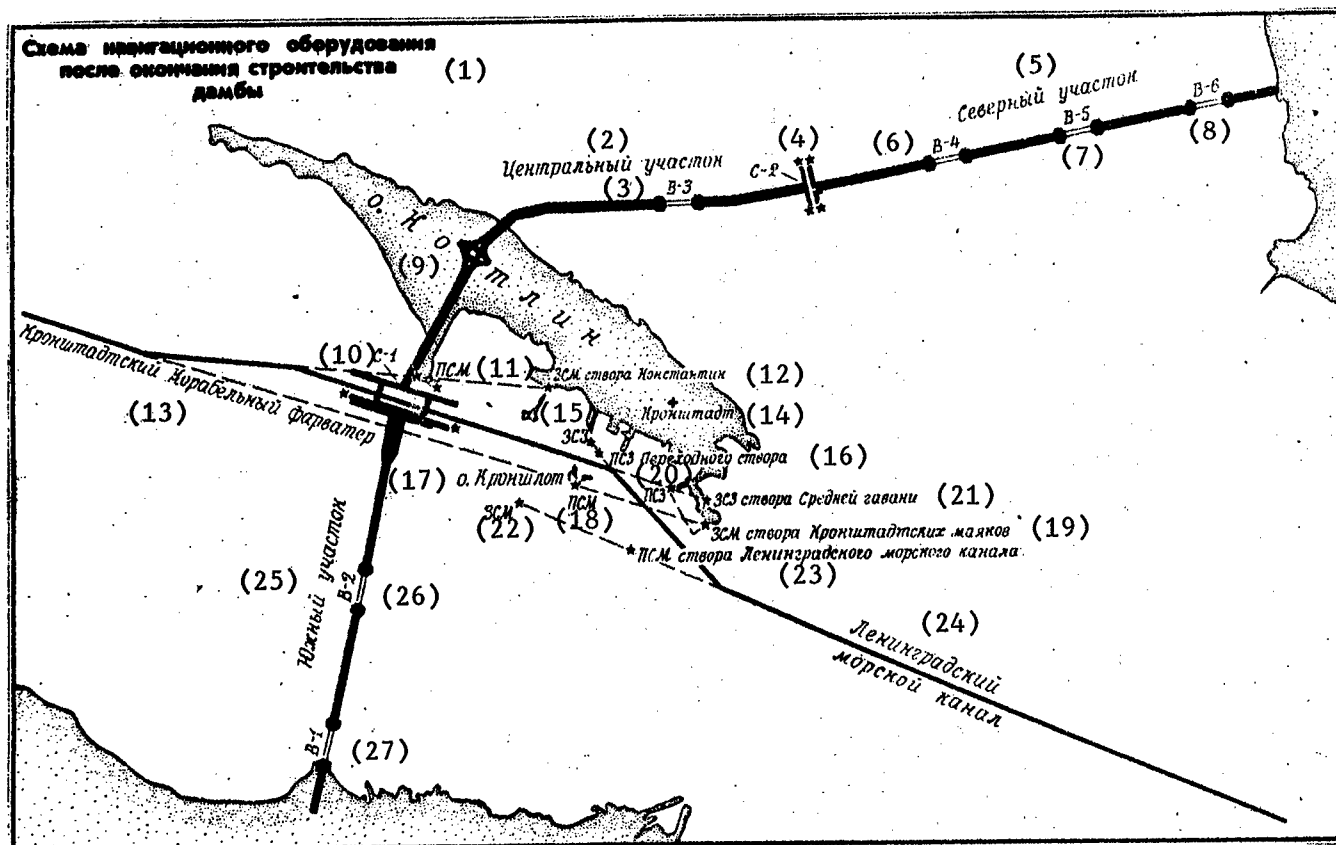 Схема навигационного оборудования
после окончания строительства
дамбы
(1)
(5)
Северный участок
В-6
(8)
В-5
(7)
(2)
(4)
(6)
В-4
Центральный участок
(3)
В-3
С-2
о. Котлин
(9)
Кронштадтский Корабельный фарватер
(13)
(10)
С-1
ПСМ
(11)
ЗСМ створа Константин
(12)
(15)
Кронштадт
(14)
ЗСЗ
ПСЗ Переходного створа
(16)
(17)
о. Кроншлот
(20)
ПСЗ
ЗСЗ створа Средней гавани
(21)
ПСМ
(18)
ЗСМ
(22)
ЗСМ створа Кронштадтских маяков
(19)
ПСМ створа Ленинградского морского канала
(23)
(25)
Южный участок
В-2
(26)
(24)
Ленинградский
морской канал
В-1
(27)